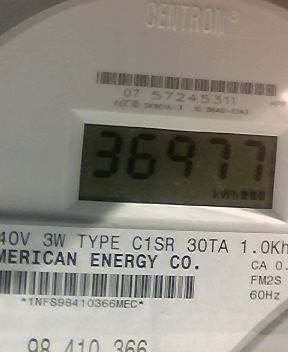 CENTRON®
07 57245311
36977
kWh
40V 3W TYPE C1SR 30TA 1.0Kh
MERICAN ENERGY CO.
CA 0.
FM2S
60Hz
*1NFS98410366MEC*
98 410 366